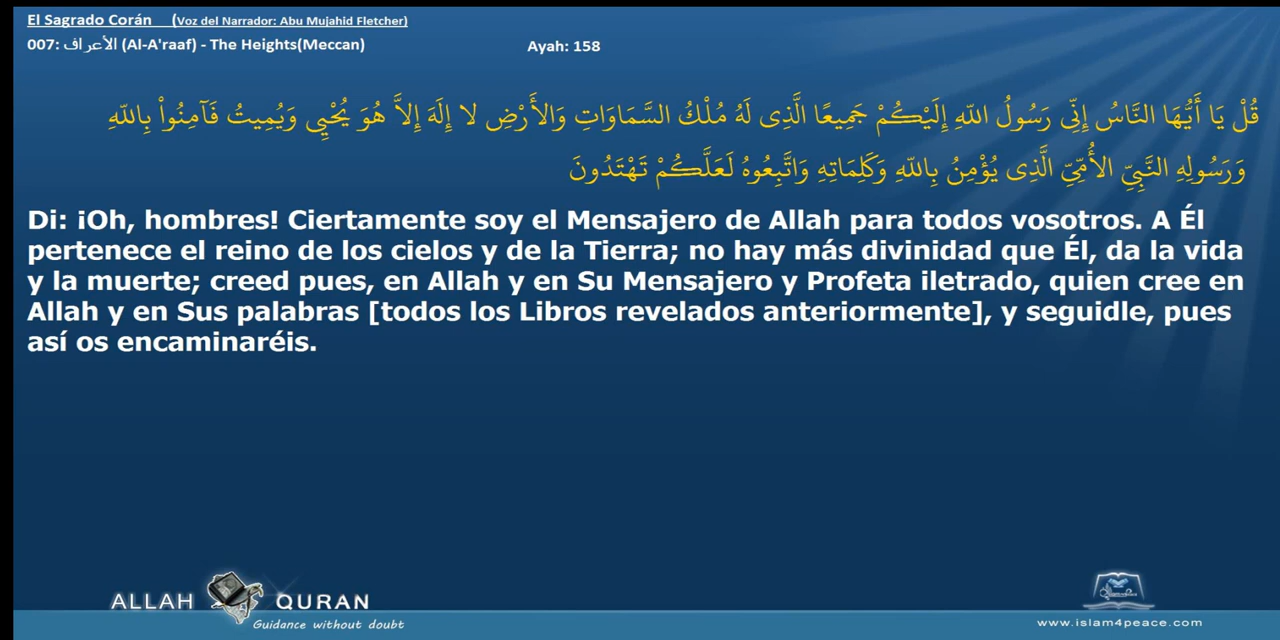 El Sagrado Corán (Voz del Narrador: Abu Mujahid Fletcher)
007: الأعراف (Al-A'raaf) - The Heights(Meccan) Ayah: 158
قُلْ يَا أَيُّهَا النَّاسُ إِنِّي رَسُولُ اللّهِ إِلَيْكُمْ جَمِيعًا الَّذِي لَهُ مُلْكُ السَّمَاوَاتِ وَالأَرْضِ لا إِلَهَ إِلاَّ هُوَ يُحْيِي وَيُمِيتُ فَآمِنُواْ بِاللّهِ
وَرَسُولِهِ النَّبِيِّ الأُمِّيِّ الَّذِي يُؤْمِنُ بِاللّهِ وَكَلِمَاتِهِ وَاتَّبِعُوهُ لَعَلَّكُمْ تَهْتَدُونَ
Di: ¡Oh, hombres! Ciertamente soy el Mensajero de Allah para todos vosotros. A Él
pertenece el reino de los cielos y de la Tierra; no hay más divinidad que Él, da la vida
y la muerte; creed pues, en Allah y en Su Mensajero y Profeta iletrado, quien cree en
Allah y en Sus palabras [todos los Libros revelados anteriormente], y seguidle, pues
así os encaminaréis.
ALLAH QURAN
Guidance without doubt
www.islam4peace.com